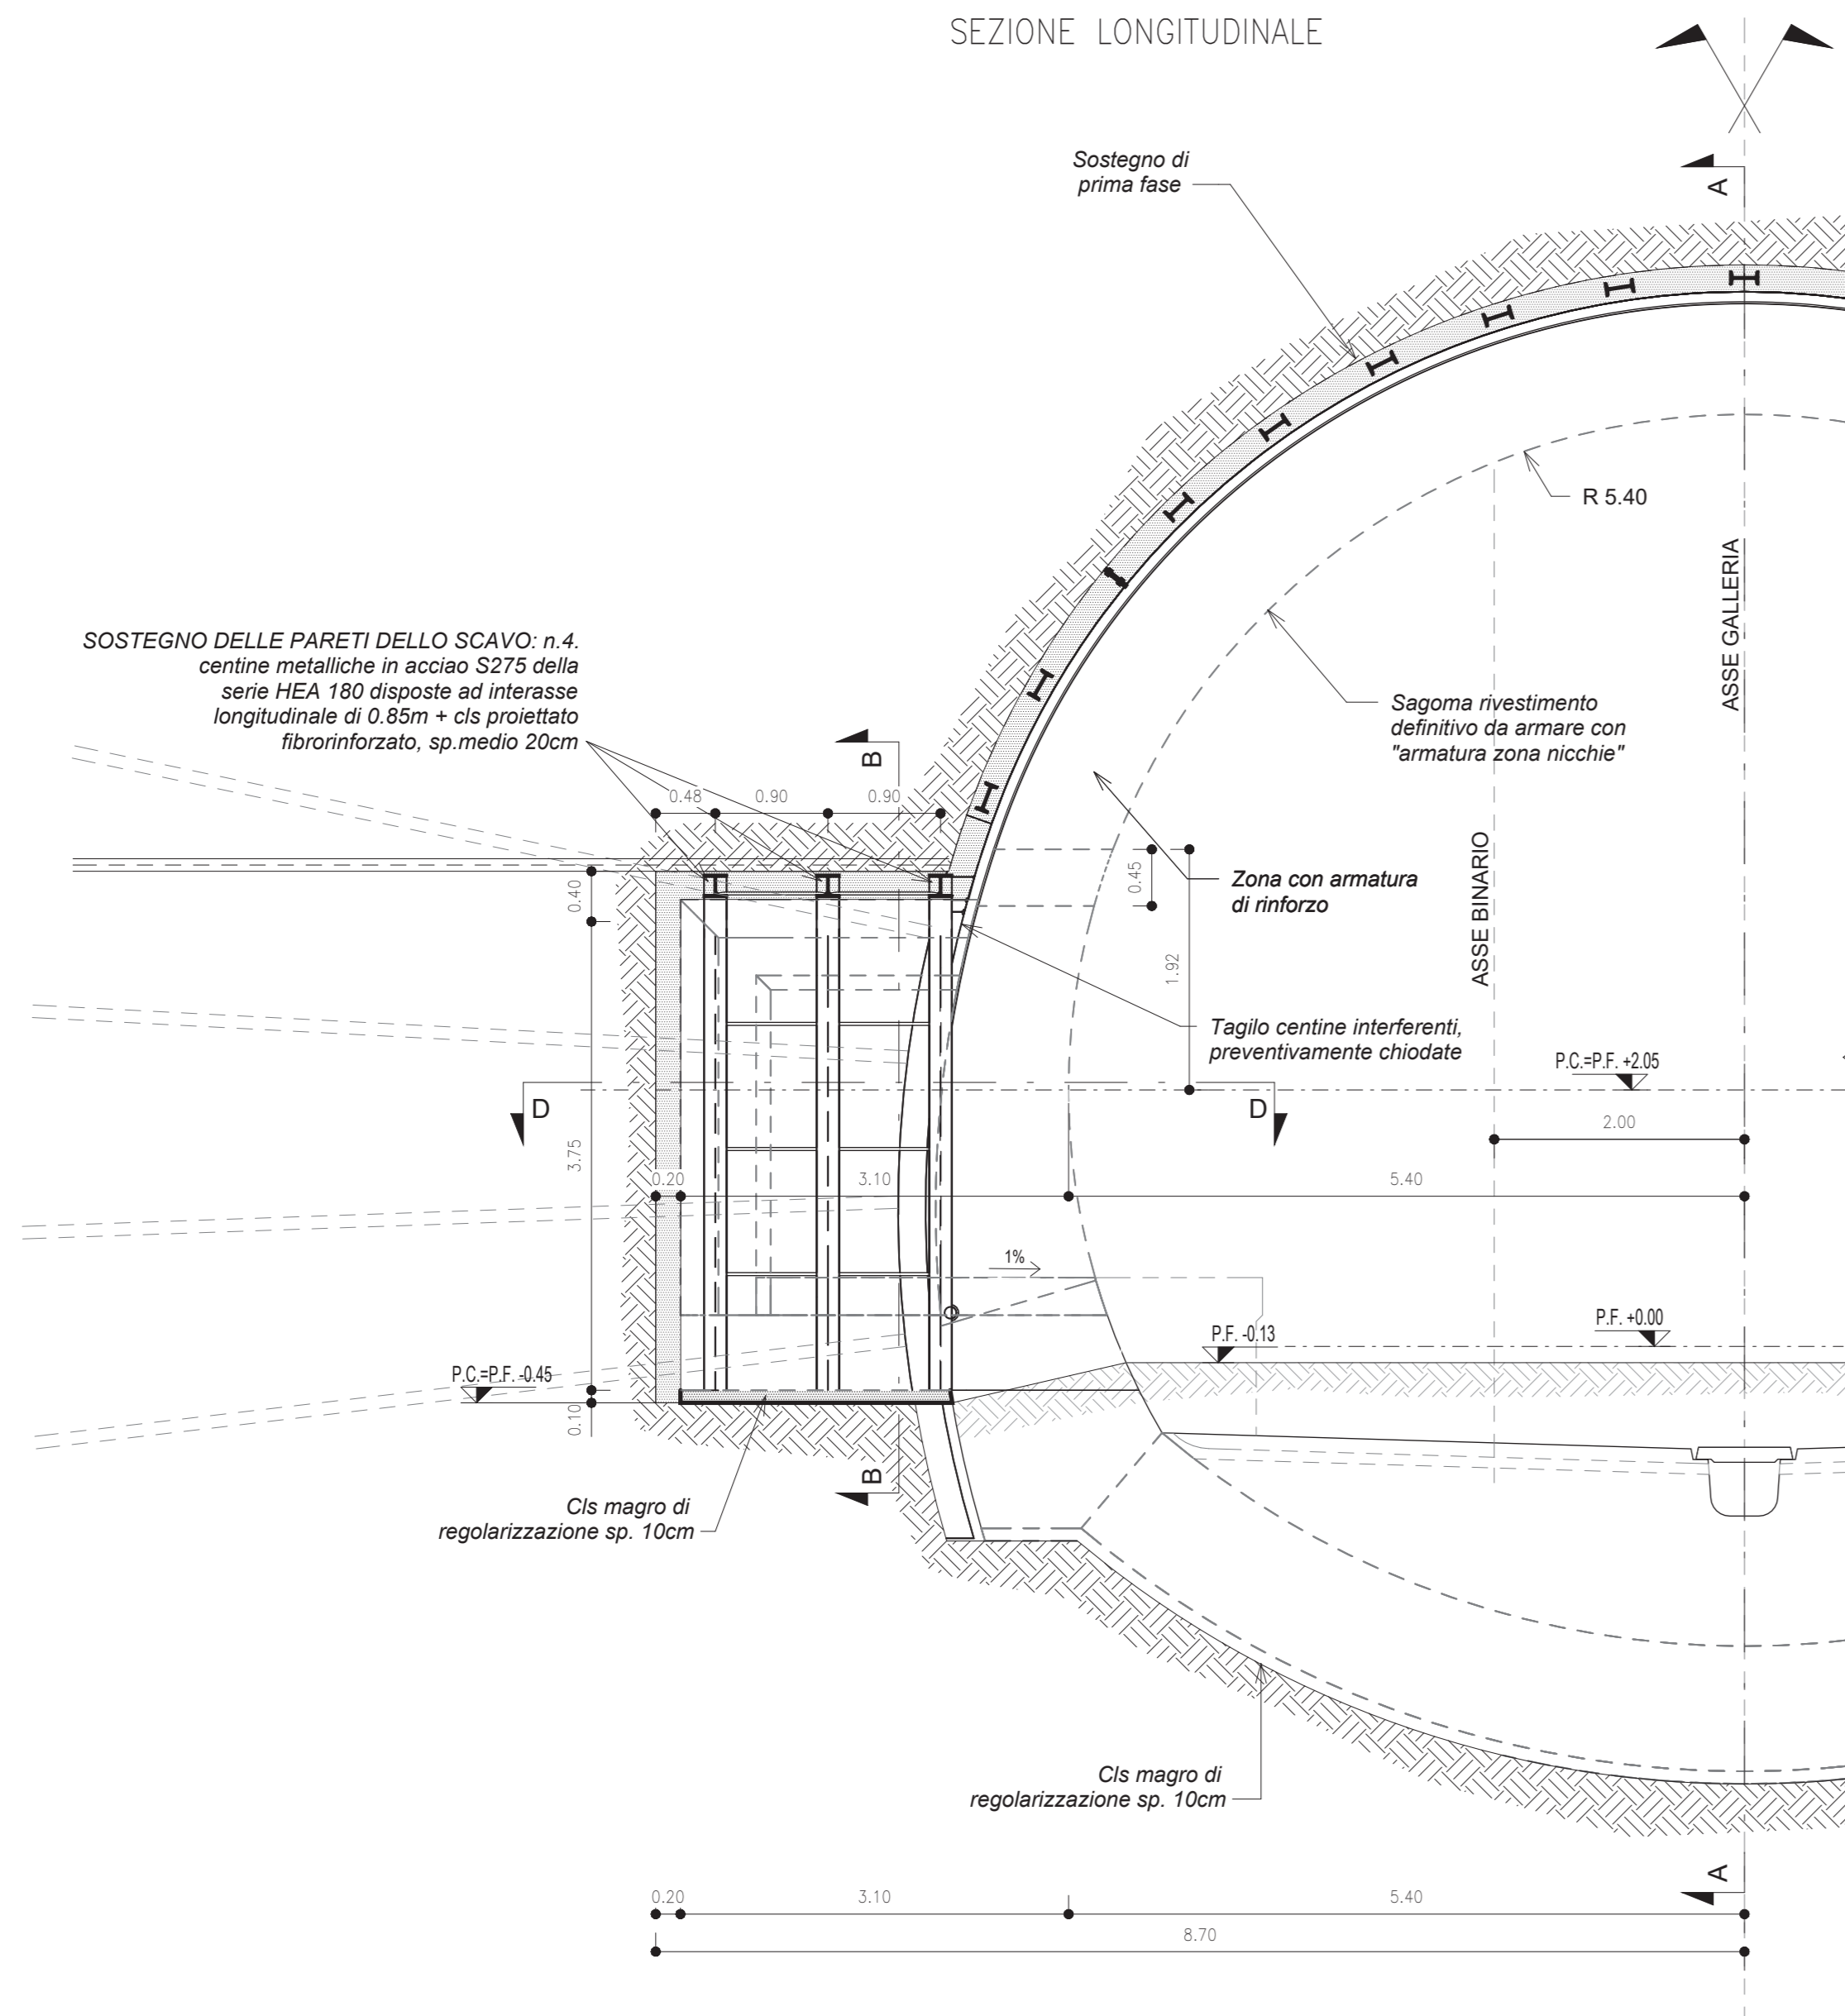 SEZIONE LONGITUDINALE
Sostegno di
prima fase
A
R 5.40
ASSE GALLERIA
SOSTEGNO DELLE PARETI DELLO SCAVO: n.4.
centine metalliche in acciao S275 della
serie HEA 180 disposte ad interasse
longitudinale di 0.85m + cls proiettato
fibrorinforzato, sp.medio 20cm
Sagoma rivestimento
definitivo da armare con
"armatura zona nicchie"
B
0.48
0.90
0.90
ASSE BINARIO
0.40
0.45
Zona con armatura
di rinforzo
1.92
Tagilo centine interferenti,
preventivamente chiodate
P.C.=P.F. +2.05
D
D
2.00
3.75
0.20
3.10
5.40
1%
P.F. +0.00
P.F. -0.13
P.C.=P.F. -0.45
0.10
B
Cls magro di
regolarizzazione sp. 10cm
Cls magro di
regolarizzazione sp. 10cm
A
0.20
3.10
5.40
8.70